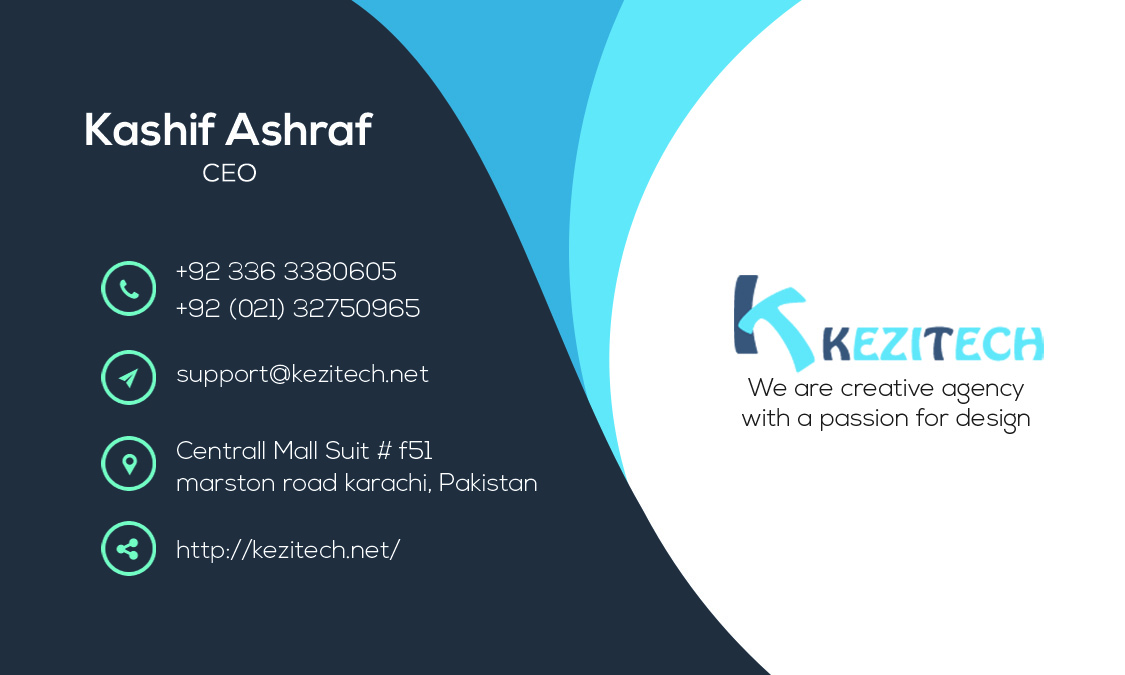 Kashif Ashraf
CEO
+92 336 3380605
+92 (021) 32750965
support@kezitech.net
Centrall Mall Suit # f51
marston road karachi, Pakistan
http://kezitech.net/
K KEZITECH
We are creative agency
with a passion for design